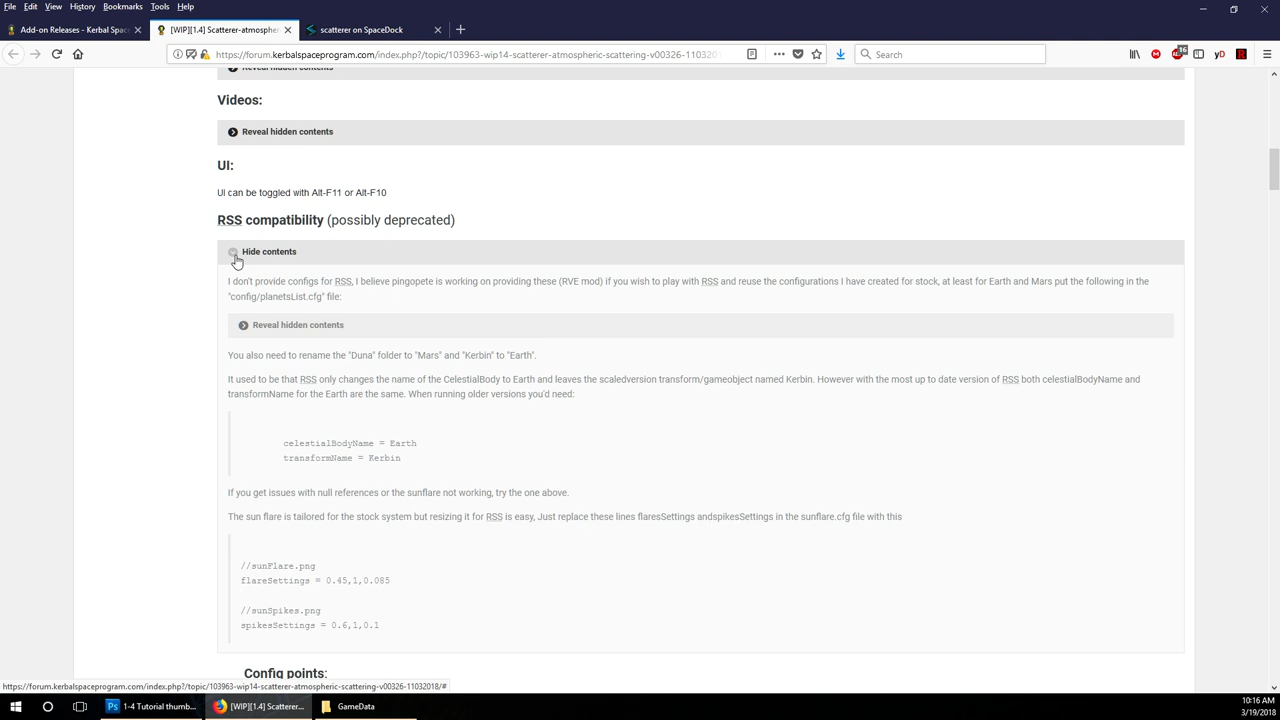 File Edit View History Bookmarks Tools Help
Add-on Releases - Kerbal Spac
[WIP][1.4] Scatterer-atmospher
scatterer on SpaceDock
https://forum.kerbalspaceprogram.com/index.php?/topic/103963-wip14-scatterer-atmospheric-scattering-v00326-1103201
Search
16
yD
Reveal hidden contents
Videos:
Reveal hidden contents
UI:
UI can be toggled with Alt-F11 or Alt-F10
RSS compatibility (possibly deprecated)
Hide contents
I don't provide configs for RSS, I believe pingopete is working on providing these (RVE mod) if you wish to play with RSS and reuse the configurations I have created for stock, at least for Earth and Mars put the following in the
"config/planetsList.cfg" file:
Reveal hidden contents
You also need to rename the "Duna" folder to "Mars" and "Kerbin" to "Earth".
It used to be that RSS only changes the name of the CelestialBody to Earth and leaves the scaledversion transform/gameobject named Kerbin. However with the most up to date version of RSS both celestialBodyName and
transformName for the Earth are the same. When running older versions you'd need:
celestialBodyName = Earth
transformName = Kerbin
If you get issues with null references or the sunflare not working, try the one above.
The sun flare is tailored for the stock system but resizing it for RSS is easy, Just replace these lines flaresSettings andspikesSettings in the sunflare.cfg file with this
//sunFlare.png
flareSettings = 0.45,1,0.085
//sunSpikes.png
spikesSettings = 0.6,1,0.1
Config points:
https://forum.kerbalspaceprogram.com/index.php?/topic/103963-wip14-scatterer-atmospheric-scattering-v00326-11032018/#
Ps 1-4 Tutorial thumb...
[WIP][1.4] Scatterer...
GameData
10:16 AM
3/19/2018